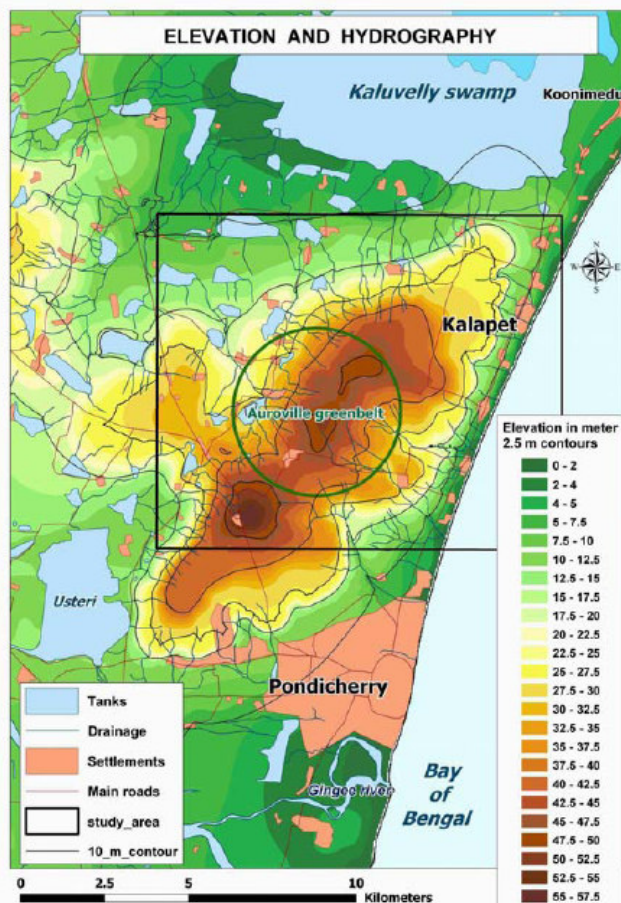 ELEVATION AND HYDROGRAPHY
Kaluvelly swamp
Koonimedu
N
W E
S
Kalapet
Auroville greenbelt
Elevation in meter
2.5 m contours
0 - 2
2 - 4
4 - 5
5 - 7.5
7.5 - 10
10 - 12.5
12.5 - 15
15 - 17.5
17.5 - 20
20 - 22.5
22.5 - 25
25 - 27.5
27.5 - 30
30 - 32.5
32.5 - 35
35 - 37.5
37.5 - 40
40 - 42.5
42.5 - 45
45 - 47.5
47.5 - 50
50 - 52.5
52.5 - 55
55 - 57.5
Usteri
Pondicherry
Tanks
Drainage
Settlements
Main roads
study_area
10_m_contour
Gingee river
Bay
of
Bengal
0 2.5 5 10
Kilometers